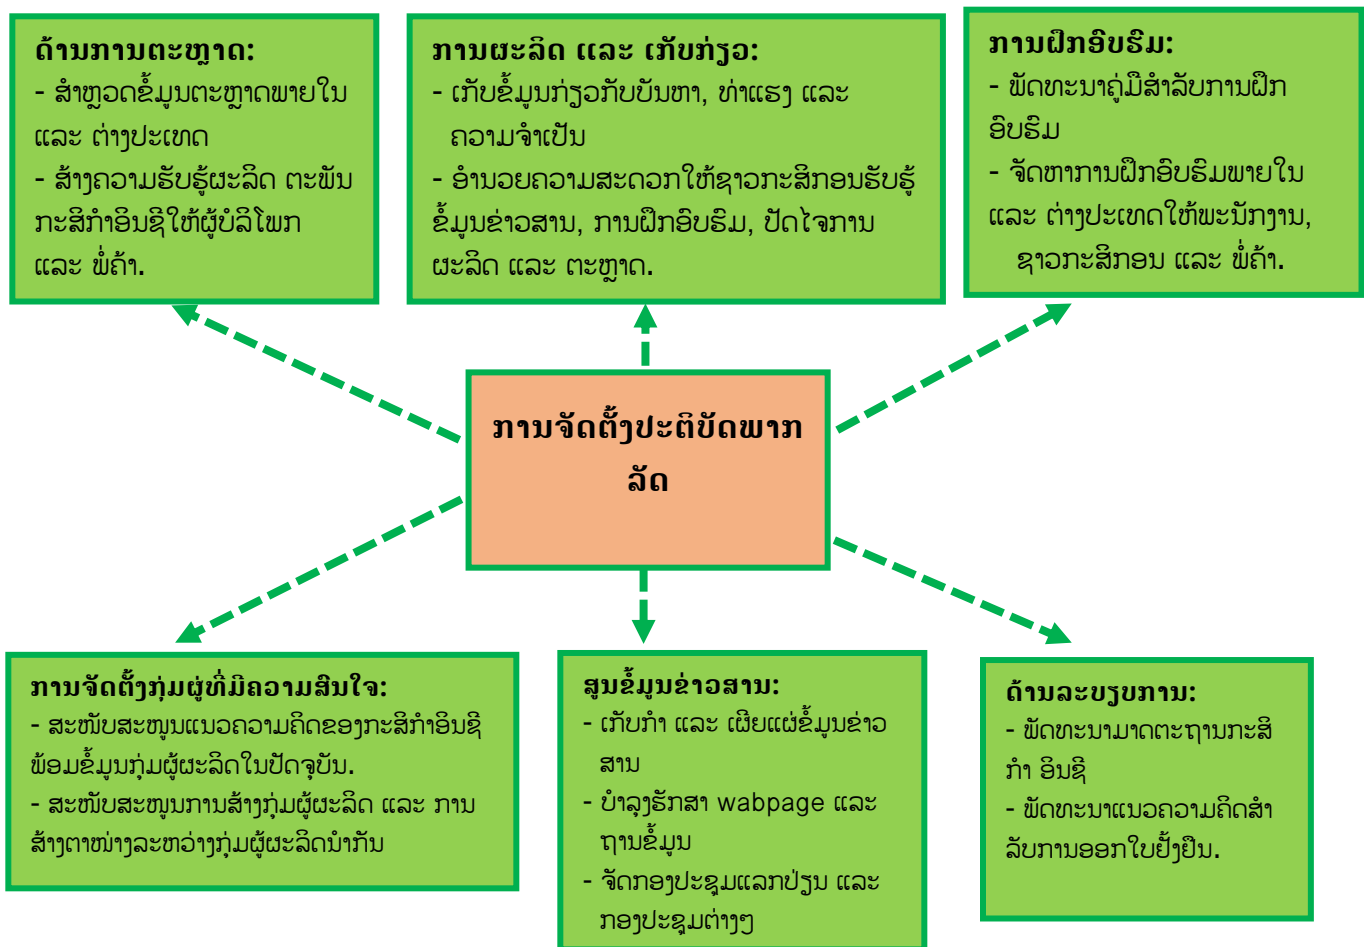 ດ້ານການຕະຫຼາດ:
- ສຳຫຼວດຂໍ້ມູນຕະຫຼາດພາຍໃນ
ແລະ ຕ່າງປະເທດ
- ສ້າງຄວາມຮັບຮູ້ຜະລິດ ຕະພັນ
ກະສິກຳອິນຊີໃຫ້ຜູ້ບໍລິໂພກ
ແລະ ພໍ່ຄ້າ.
ການຜະລິດ ແລະ ເກັບກ່ຽວ:
- ເກັບຂໍ້ມູນກ່ຽວກັບບັນຫາ, ທ່າແຮງ ແລະ
ຄວາມຈຳເປັນ
- ອຳນວຍຄວາມສະດວກໃຫ້ຊາວກະສິກອນຮັບຮູ້
ຂໍ້ມູນຂ່າວສານ, ການຝຶກອົບຮົມ, ປັດໄຈການ
ຜະລິດ ແລະ ຕະຫຼາດ.
ການຝຶກອົບຮົມ:
- ພັດທະນາຄູ່ມືສຳລັບການຝຶກ
ອົບຮົມ
- ຈັດຫາການຝຶກອົບຮົມພາຍໃນ
ແລະ ຕ່າງປະເທດໃຫ້ພະນັກງານ,
ຊາວກະສິກອນ ແລະ ພໍ່ຄ້າ.
ການຈັດຕັ້ງປະຕິບັດພາກ
ລັດ
ການຈັດຕັ້ງກຸ່ມຜູ່ທີ່ມີຄວາມສົນໃຈ:
- ສະໜັບສະໜູນແນວຄວາມຄິດຂອງກະສິກຳອິນຊີ
ພ້ອມຂໍ້ມູນກຸ່ມຜູ້ຜະລິດໃນປັດຈຸບັນ.
- ສະໜັບສະໜູນການສ້າງກຸ່ມຜູ້ຜະລິດ ແລະ ການ
ສ້າງຕາໜ່າງລະຫວ່າງກຸ່ມຜູ້ຜະລິດນຳກັນ
ສູນຂໍ້ມູນຂ່າວສານ:
- ເກັບກຳ ແລະ ເຜີຍແຜ່ຂໍ້ມູນຂ່າວ
ສານ
- ບຳລຸງຮັກສາ wabpage ແລະ
ຖານຂໍ້ມູນ
- ຈັດກອງປະຊຸມແລກປ່ຽນ ແລະ
ກອງປະຊຸມຕ່າງໆ
ດ້ານລະບຽບການ:
- ພັດທະນາມາດຕະຖານກະສິ
ກຳ ອິນຊີ
- ພັດທະນາແນວຄວາມຄິດສຳ
ລັບການອອກໃບຢັ້ງຢືນ.